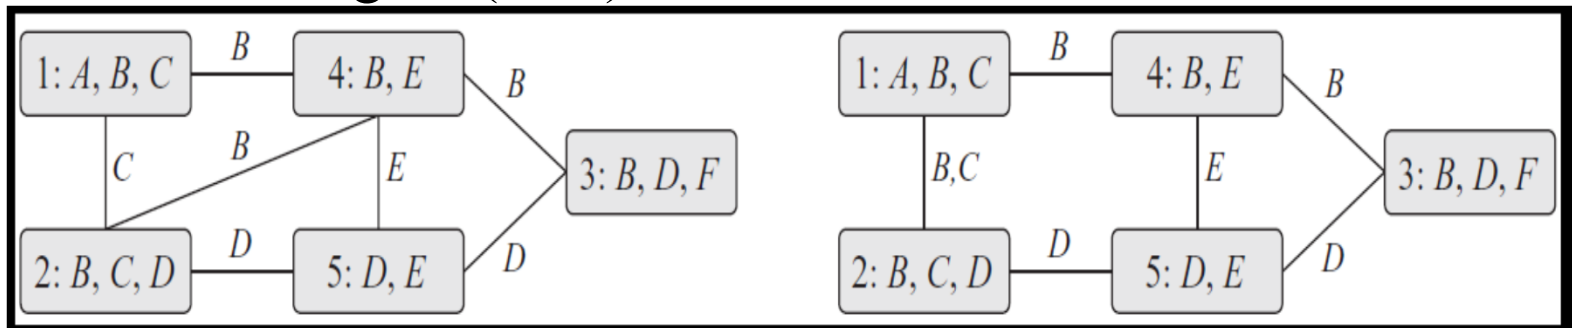 1: A, B, C
B
4: B, E
B
C
B
E
3: B, D, F
2: B, C, D
D
5: D, E
D
1: A, B, C
B
4: B, E
B
B,C
E
3: B, D, F
2: B, C, D
D
5: D, E
D